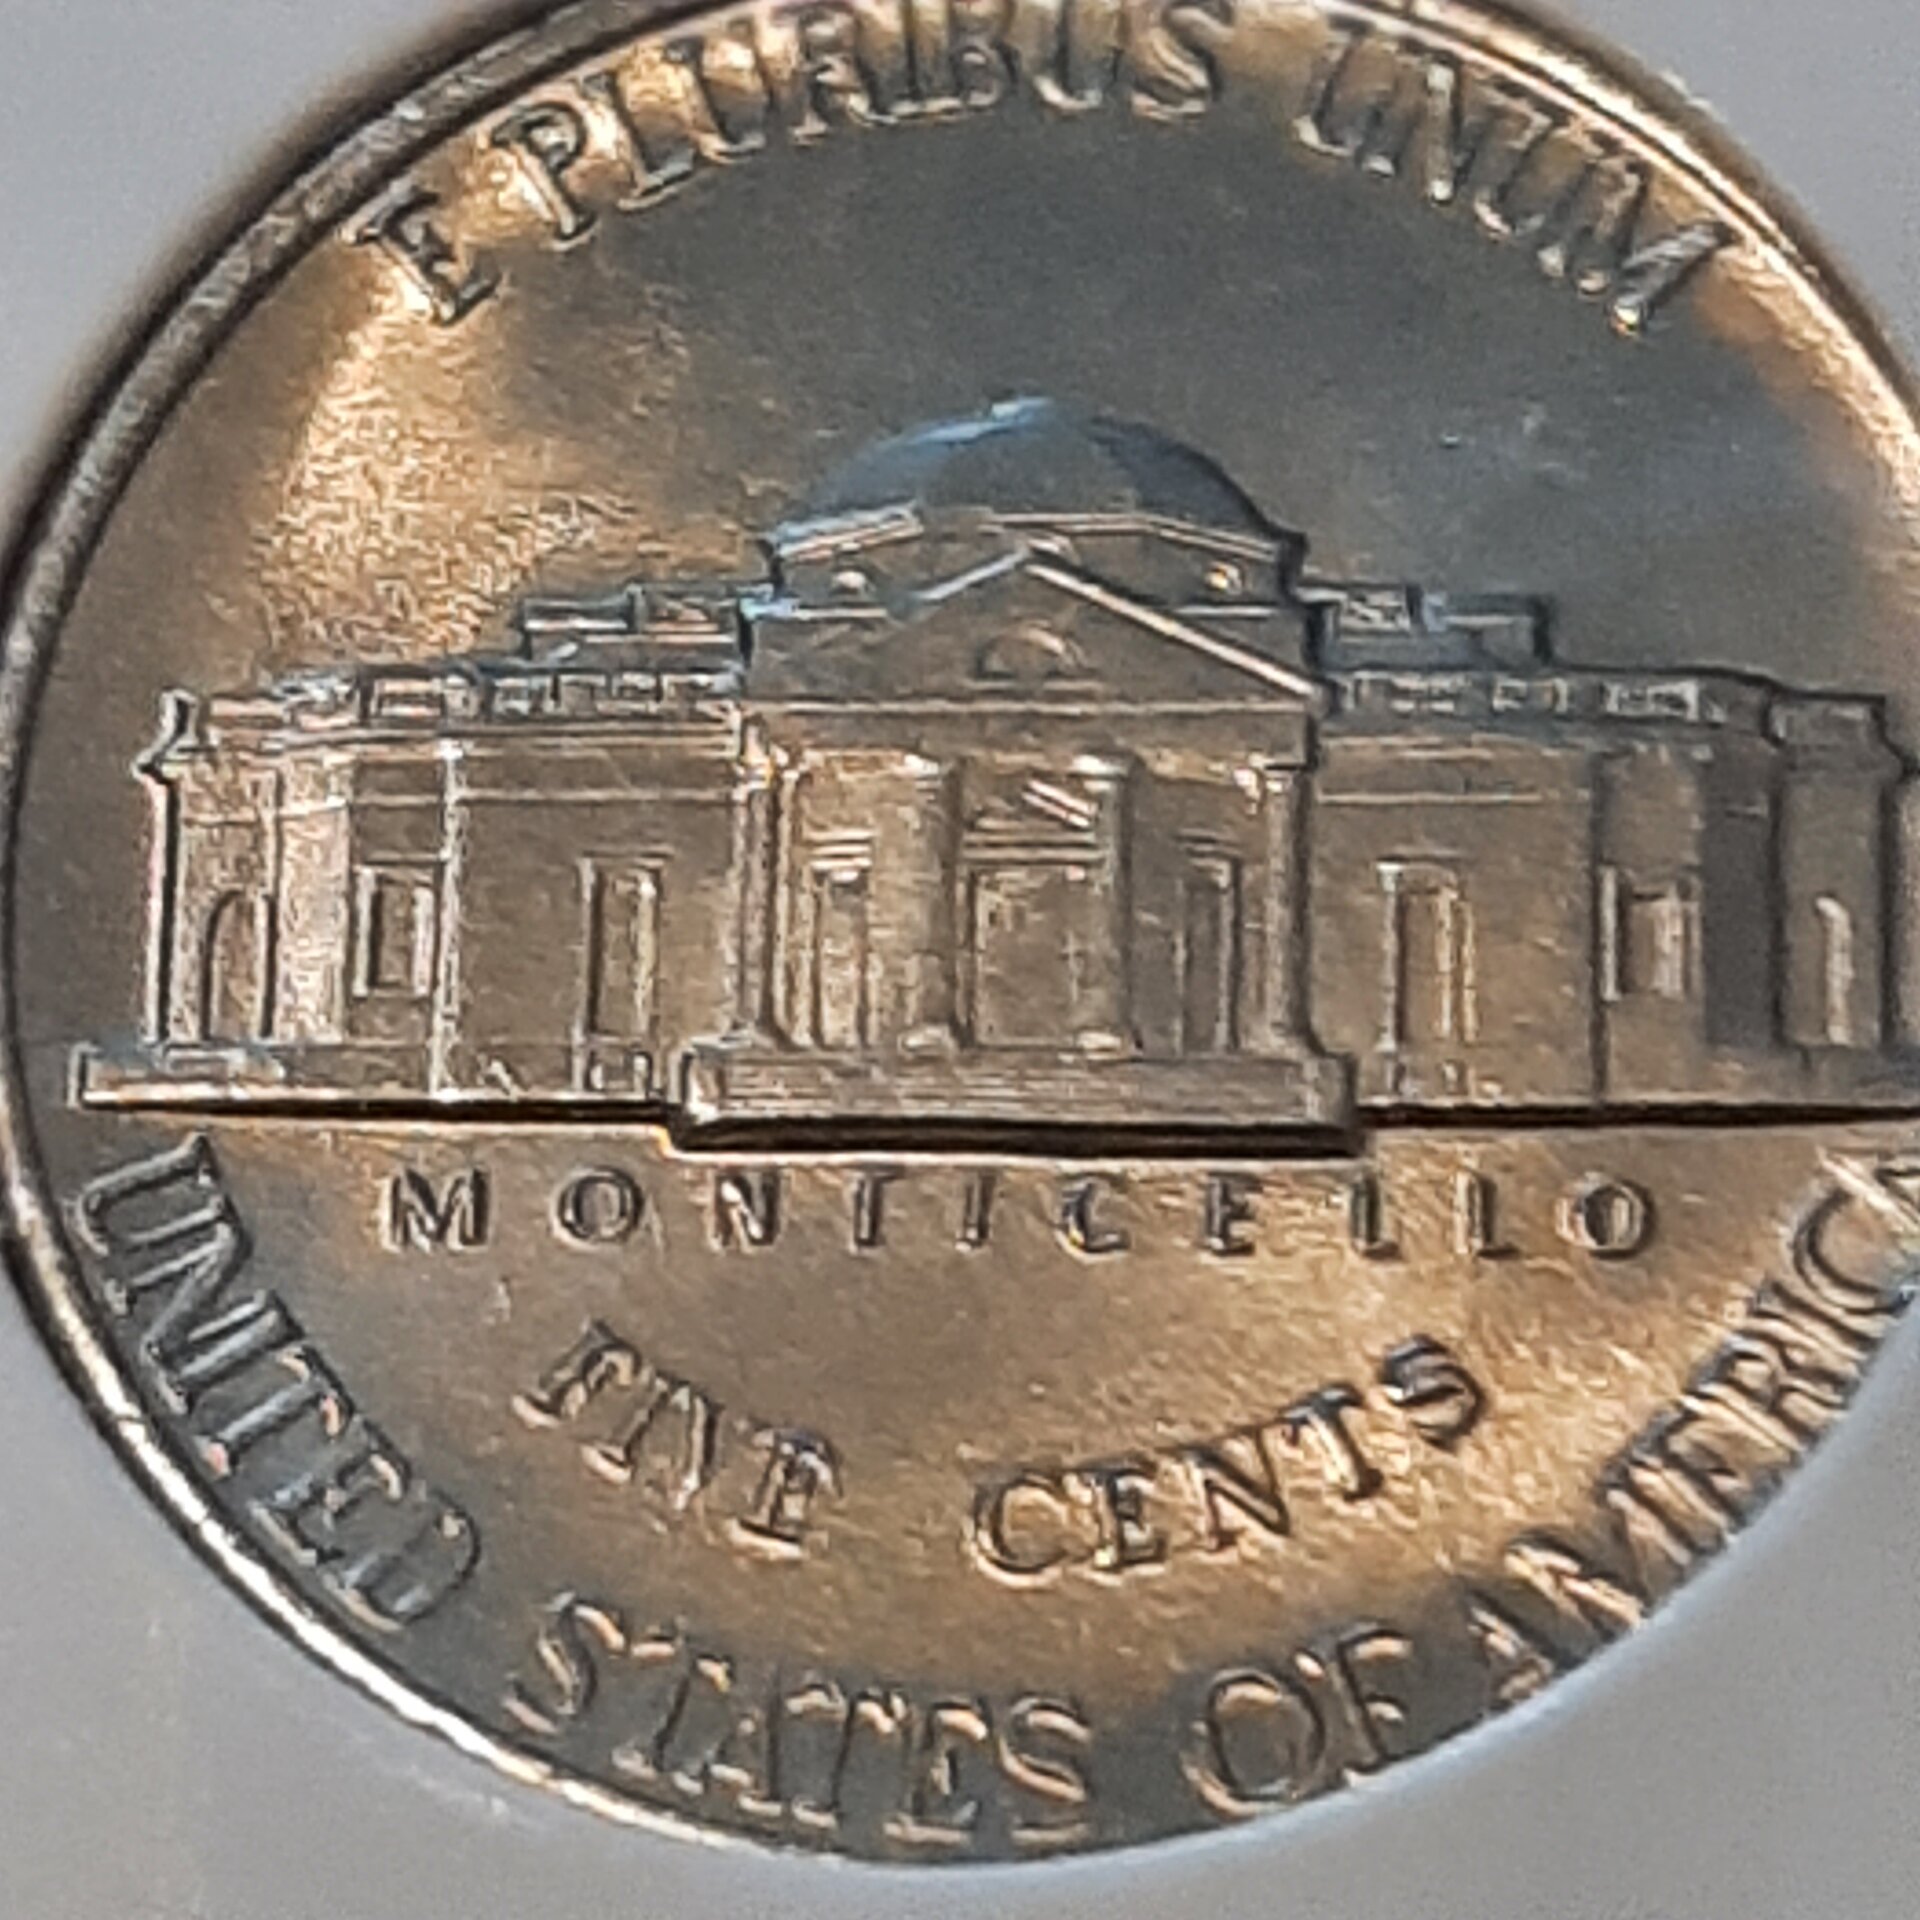 E PLURIBUS UNUM
MONTICELLO
FIVE CENTS
UNITED STATES OF AMERICA